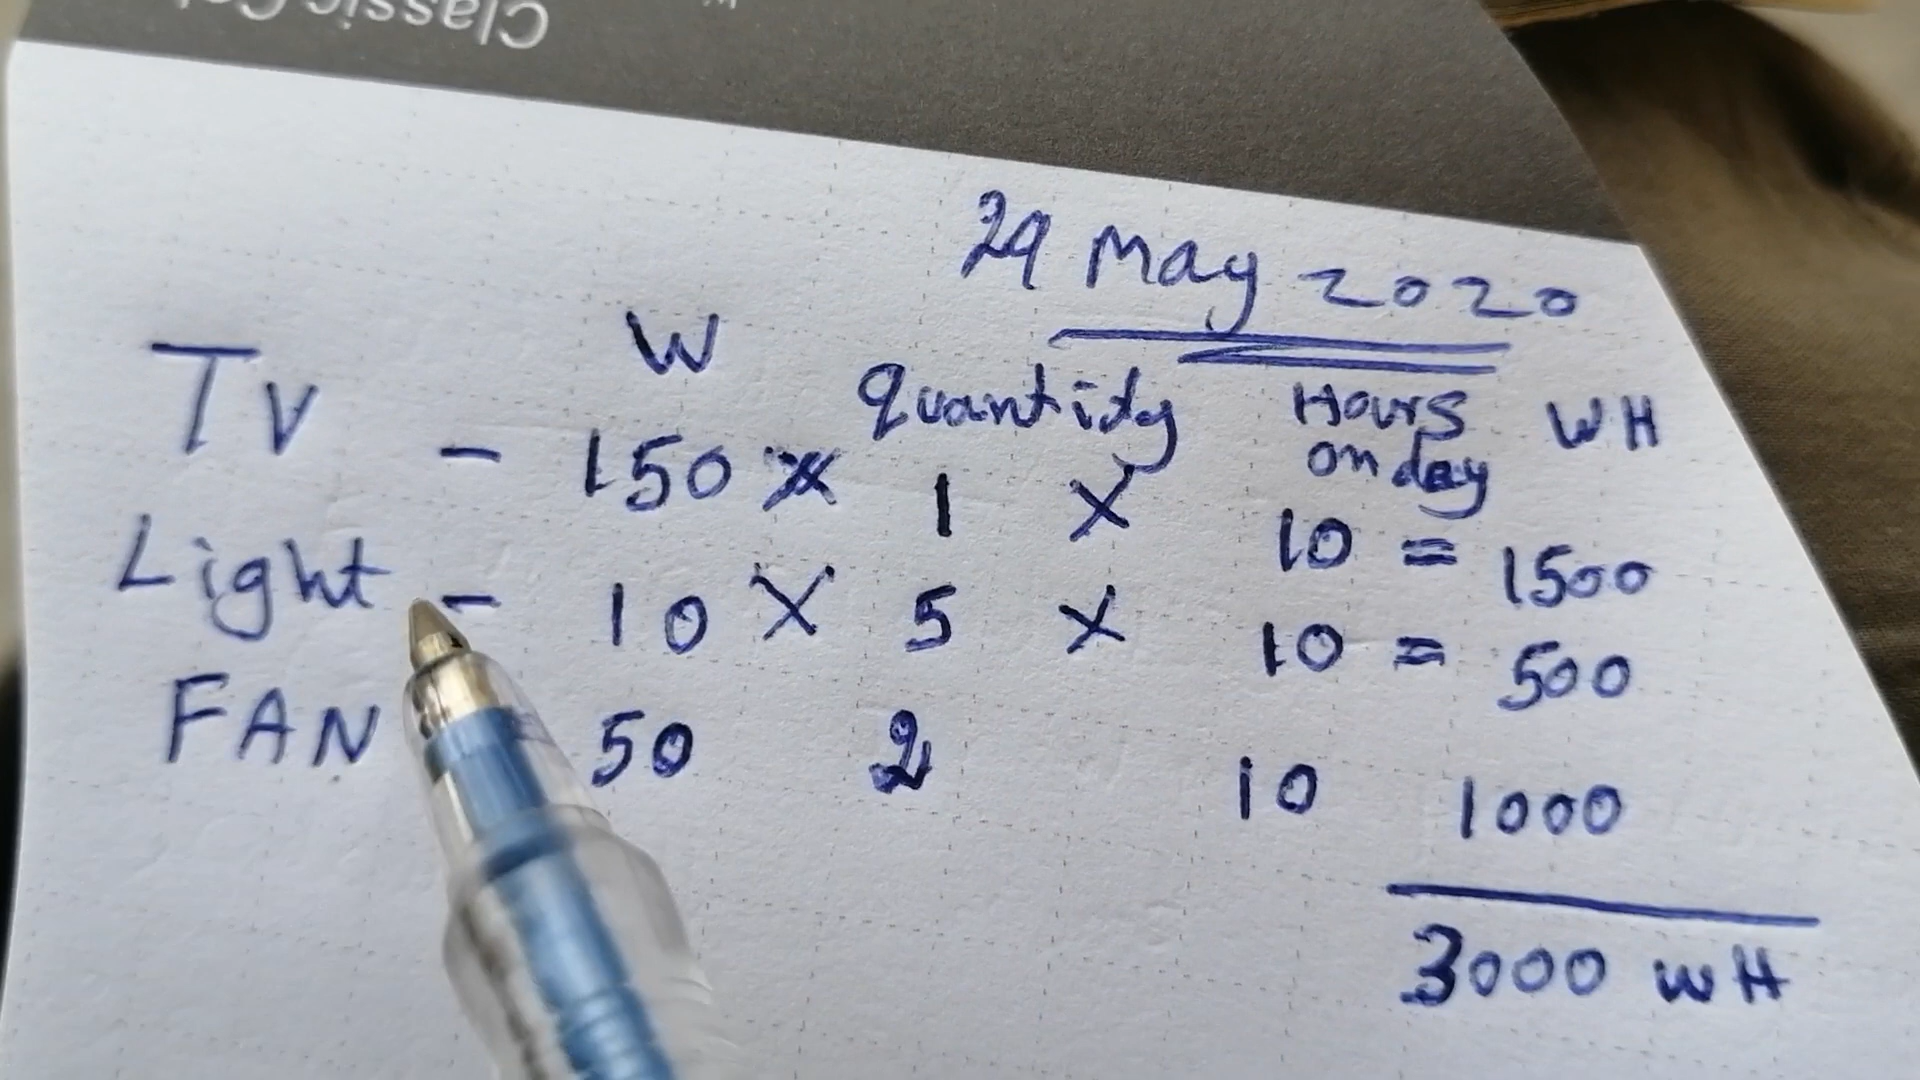 Classic Col
29 May 2020
W quantity Hours on day WH
TV - 150 x 1 x 10 = 1500
Light - 10 x 5 x 10 = 500
FAN 50 2 10 1000
3000 WH